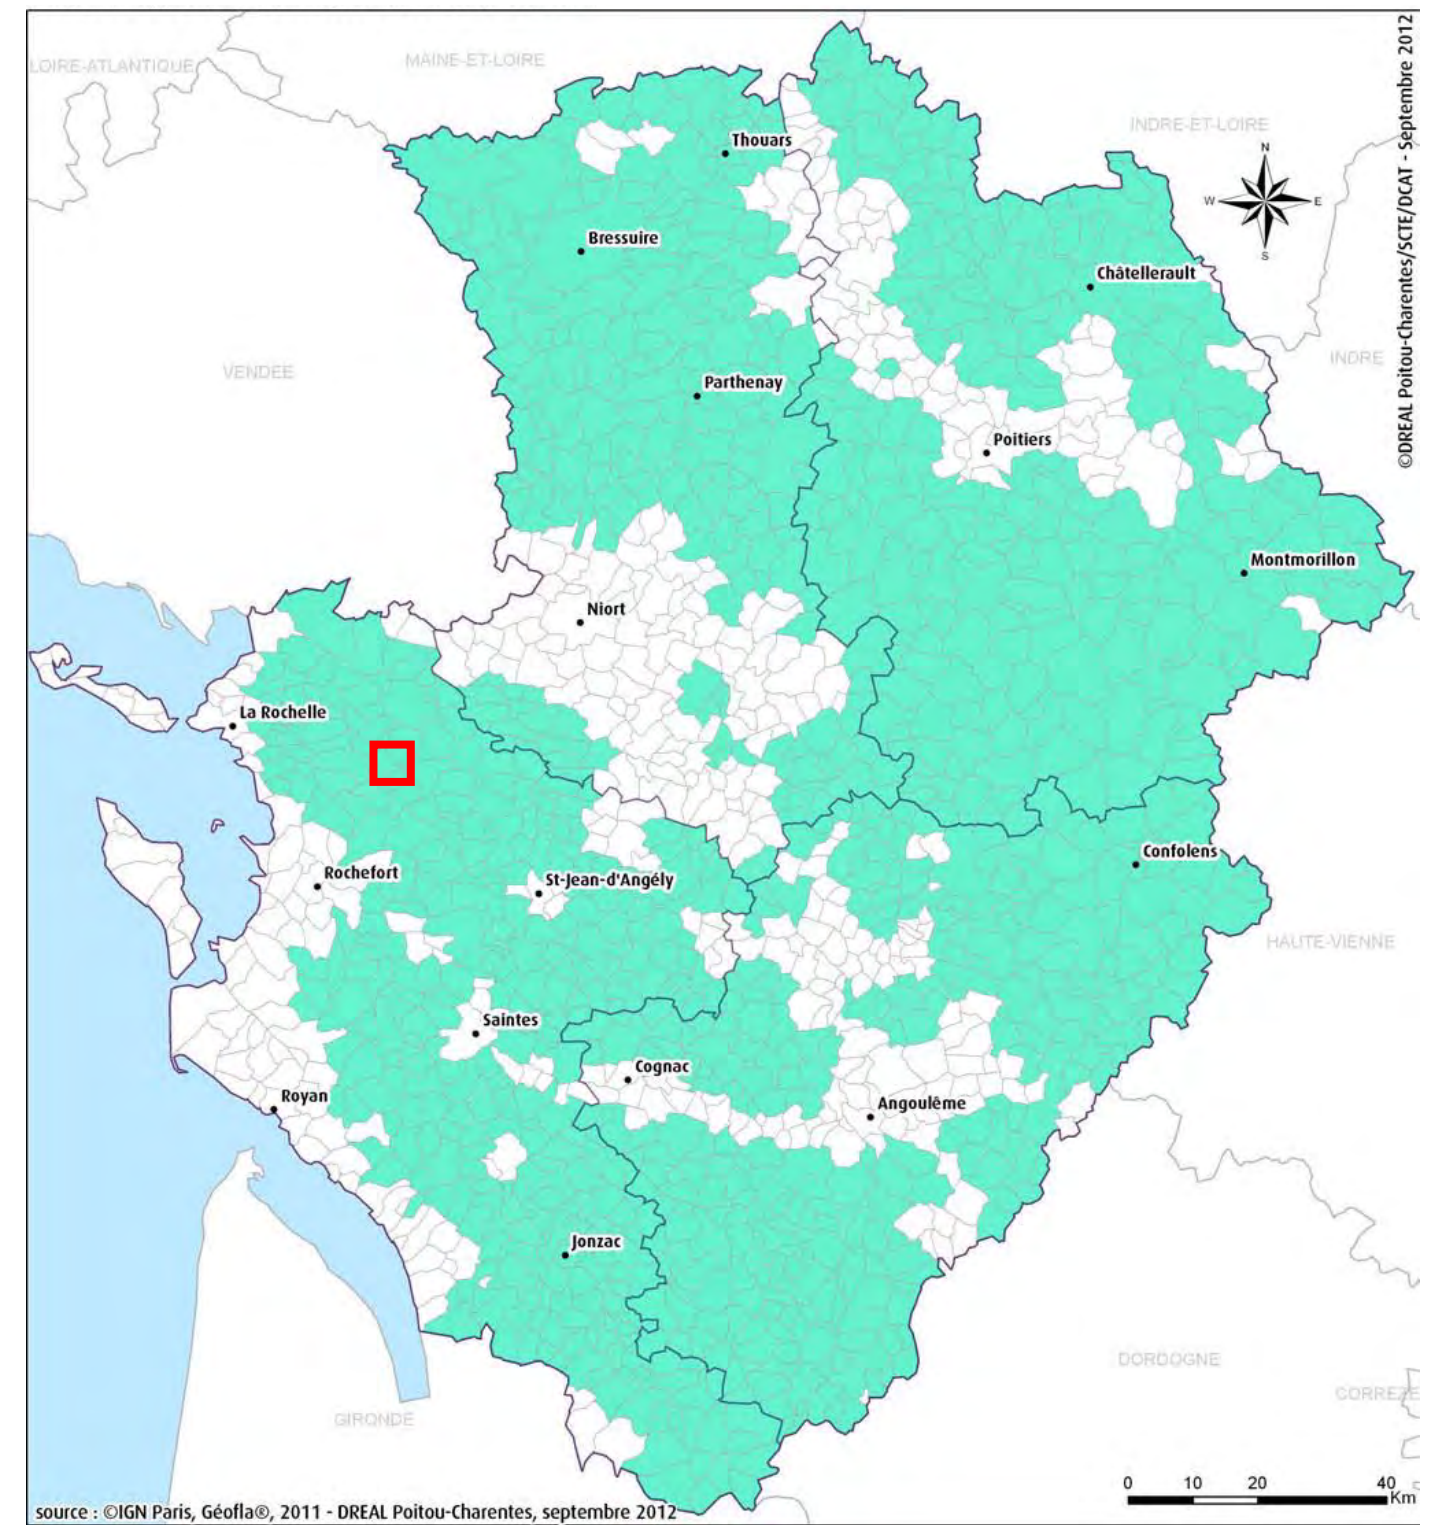 LOIRE-ATLANTIQUE
MAINE-ET-LOIRE
INDRE-ET-LOIRE
©DREAL Poitou-Charentes/SCTE/DCAT - Septembre 2012
Thouars
N
W
E
S
Bressuire
Châtellerault
VENDEE
INDRE
Parthenay
Poitiers
Montmorillon
Niort
La Rochelle
Confolens
Rochefort
St-Jean-d'Angély
HAUTE-VIENNE
Saintes
Cognac
Royan
Angoulême
Jonzac
DORDOGNE
CORREZE
GIRONDE
0 10 20 40
Km
source : ©IGN Paris, Géofla®, 2011 - DREAL Poitou-Charentes, septembre 2012